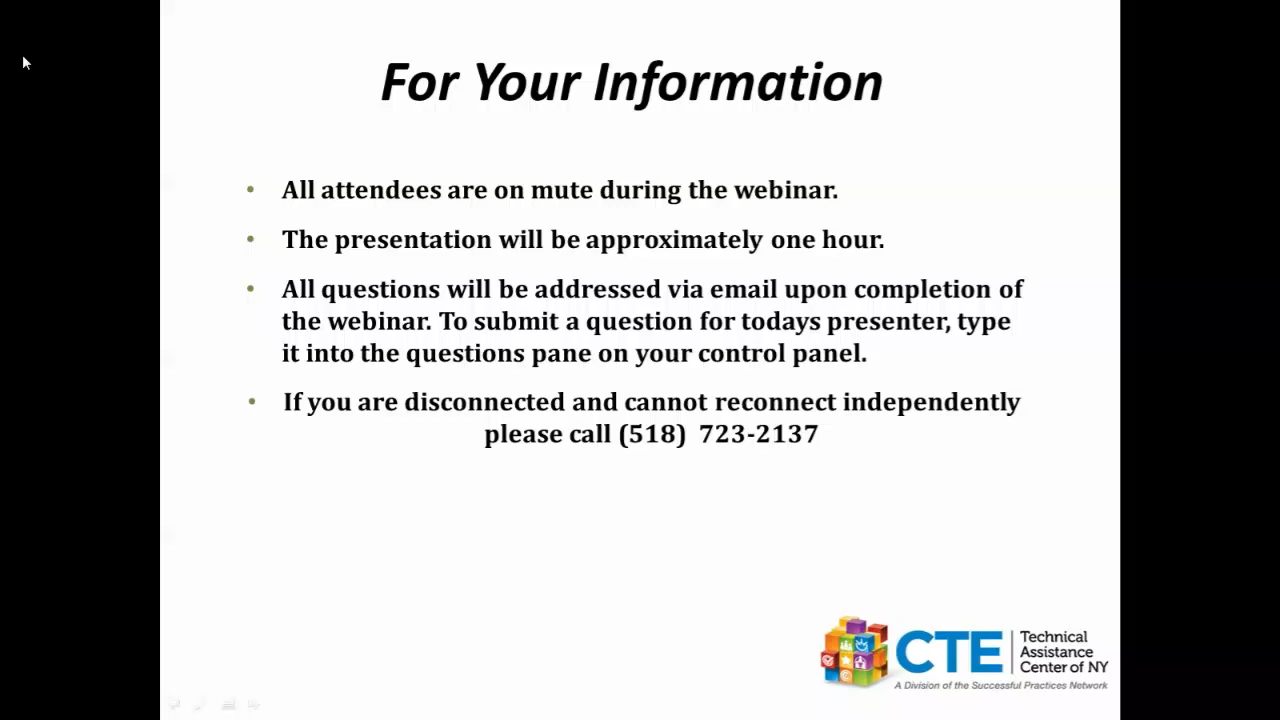 For Your Information
• All attendees are on mute during the webinar.
• The presentation will be approximately one hour.
• All questions will be addressed via email upon completion of
the webinar. To submit a question for todays presenter, type
it into the questions pane on your control panel.
• If you are disconnected and cannot reconnect independently
please call (518)  723-2137
CTE
Technical
Assistance
Center of NY
A Division of the Successful Practices Network